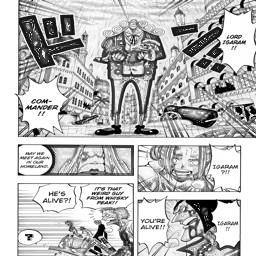 LORD
IGARAM
!!
COM-
MANDER!!
IGARAM
?!!
MAY WE
MEET AGAIN
IN OUR
HOMELAND.
IGARAM
!!
YOU'RE
ALIVE!!
IT'S THAT
WEIRD GUY
FROM WHISKY
PEAK!!
HE'S
ALIVE?!
?